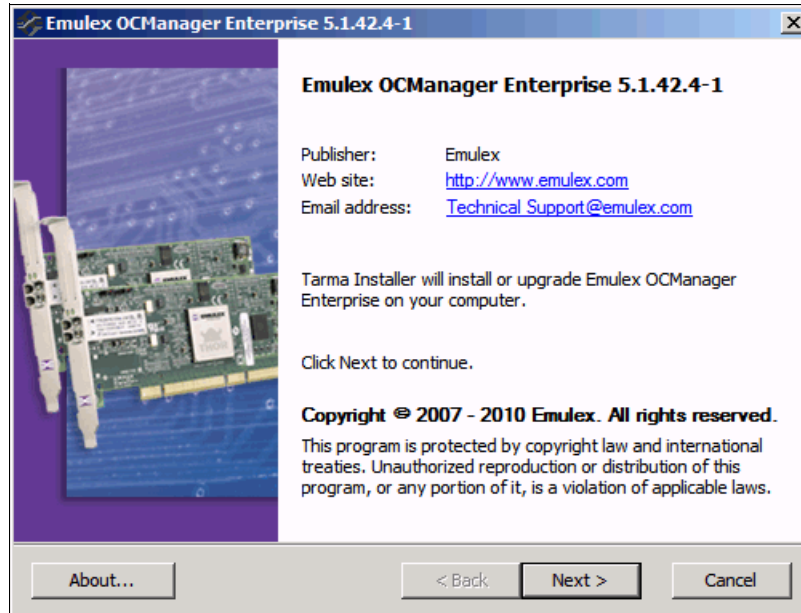 Emulex OCManager Enterprise 5.1.42.4-1
Emulex OCManager Enterprise 5.1.42.4-1
Publisher: Emulex
Web site: http://www.emulex.com
Email address: Technical Support@emulex.com
Tarma Installer will install or upgrade Emulex OCManager
Enterprise on your computer.
Click Next to continue.
Copyright © 2007 - 2010 Emulex. All rights reserved.
This program is protected by copyright law and international
treaties. Unauthorized reproduction or distribution of this
program, or any portion of it, is a violation of applicable laws.
EMULEX
About...
< Back
Next >
Cancel